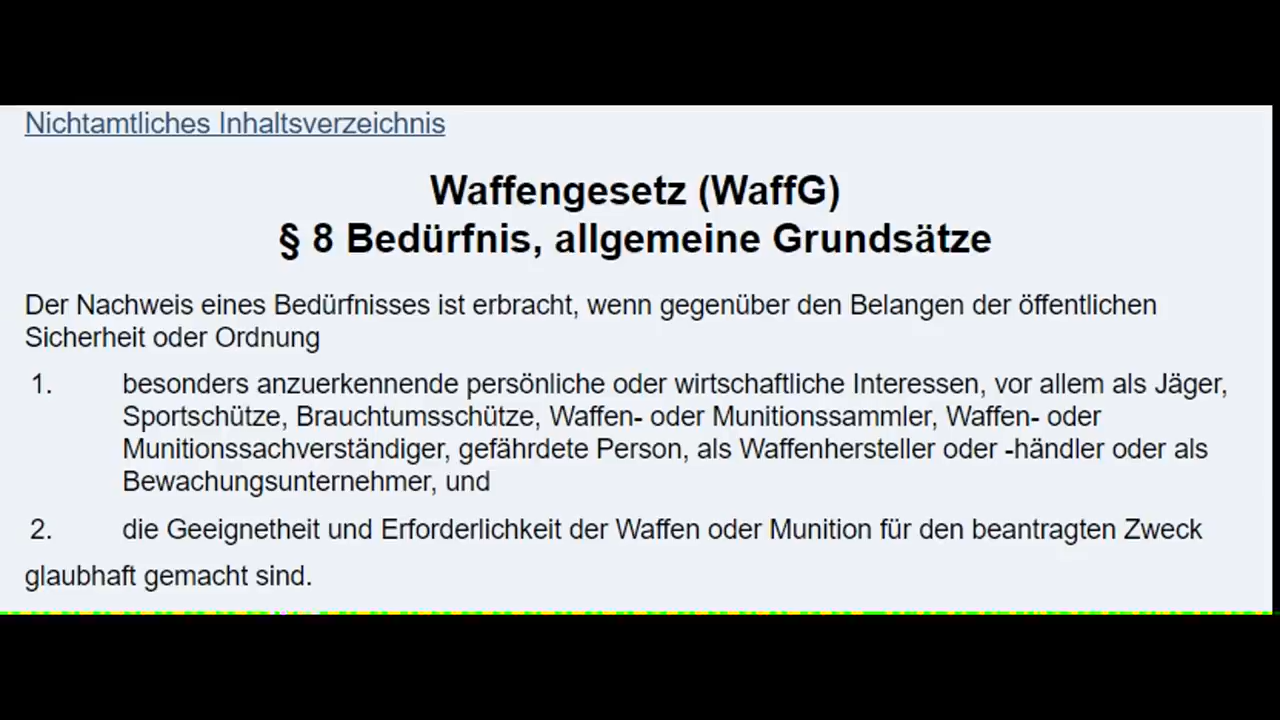 Nichtamtliches Inhaltsverzeichnis
Waffengesetz (WaffG)
§ 8 Bedürfnis, allgemeine Grundsätze
Der Nachweis eines Bedürfnisses ist erbracht, wenn gegenüber den Belangen der öffentlichen
Sicherheit oder Ordnung
1. besonders anzuerkennende persönliche oder wirtschaftliche Interessen, vor allem als Jäger,
Sportschütze, Brauchtumsschütze, Waffen- oder Munitionssammler, Waffen- oder
Munitionssachverständiger, gefährdete Person, als Waffenhersteller oder -händler oder als
Bewachungsunternehmer, und
2. die Geeignetheit und Erforderlichkeit der Waffen oder Munition für den beantragten Zweck
glaubhaft gemacht sind.